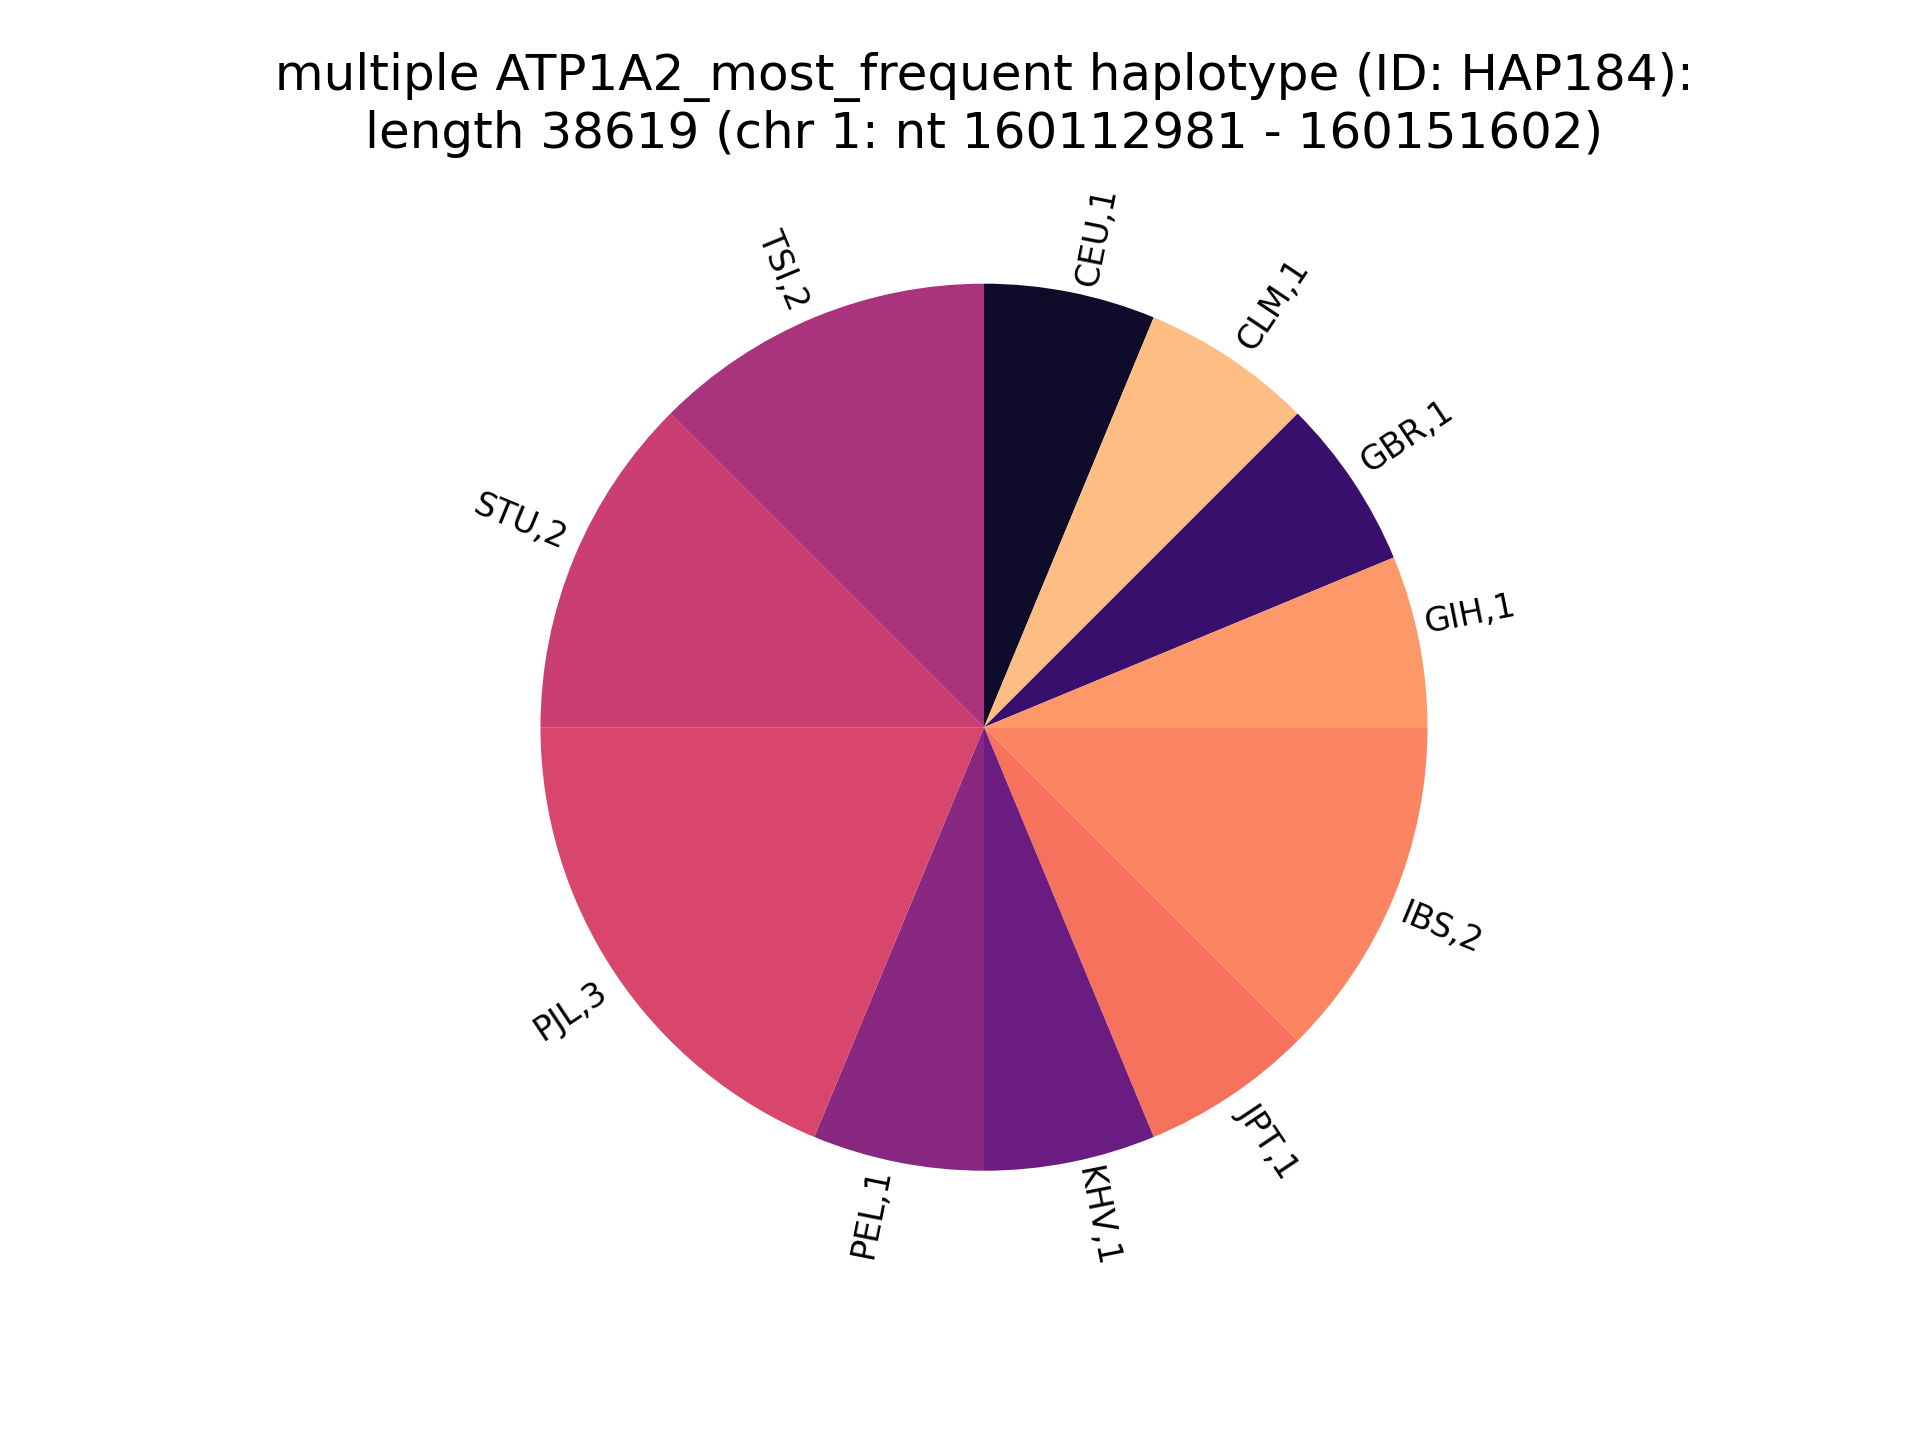 multiple ATP1A2_most_frequent haplotype (ID: HAP184):
length 38619 (chr 1: nt 160112981 - 160151602)
CEU,1
CLM,1
GBR,1
GIH,1
IBS,2
JPT,1
KHV,1
PEL,1
PJL,3
STU,2
TSI,2